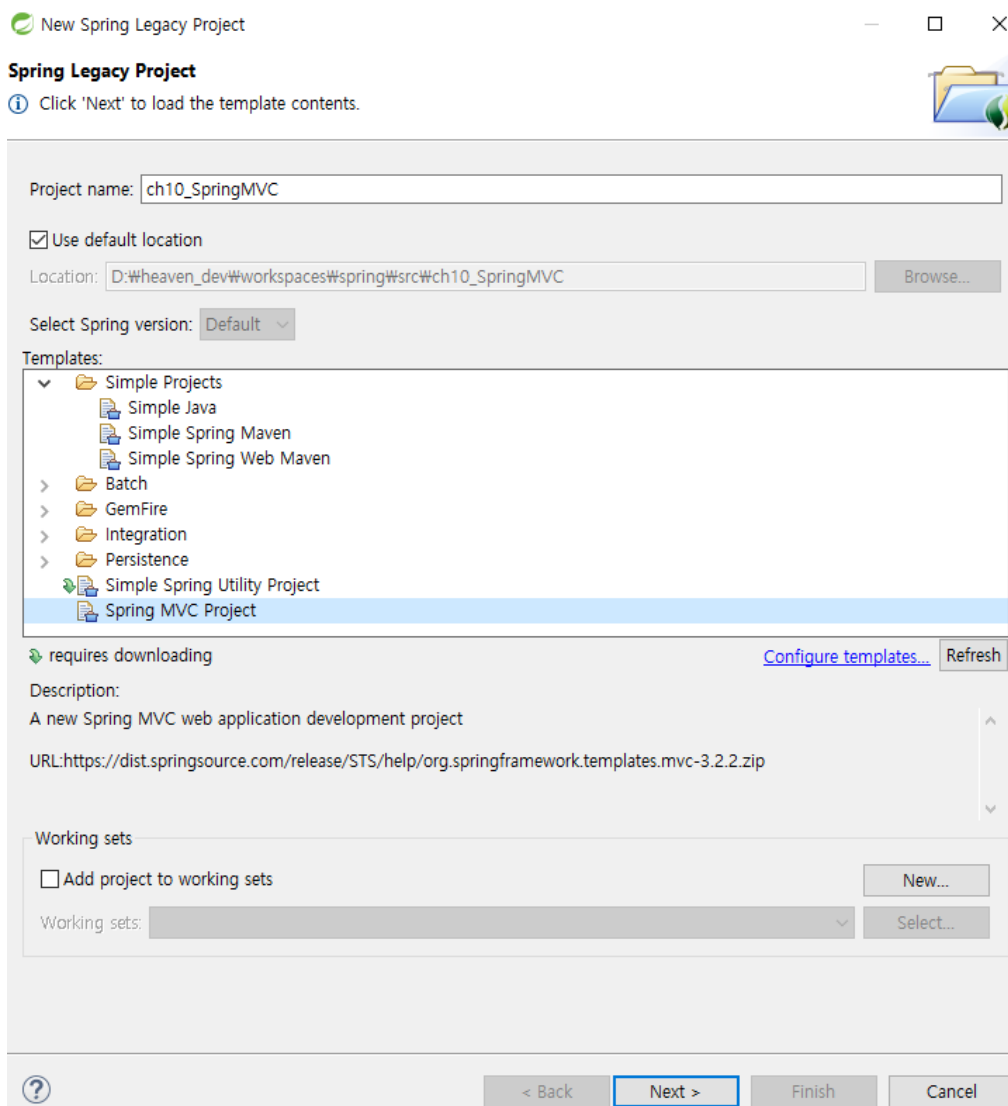 New Spring Legacy Project
Spring Legacy Project
Click 'Next' to load the template contents.
Project name: ch10_SpringMVC
Use default location
Location: D:₩heaven_dev₩workspaces₩spring₩src₩ch10_SpringMVC Browse...
Select Spring version: Default
Templates:
Simple Projects
Simple Java
Simple Spring Maven
Simple Spring Web Maven
Batch
GemFire
Integration
Persistence
Simple Spring Utility Project
Spring MVC Project
requires downloading Configure templates... Refresh
Description:
A new Spring MVC web application development project
URL:https://dist.springsource.com/release/STS/help/org.springframework.templates.mvc-3.2.2.zip
Working sets
Add project to working sets New...
Working sets: Select...
? < Back Next > Finish Cancel